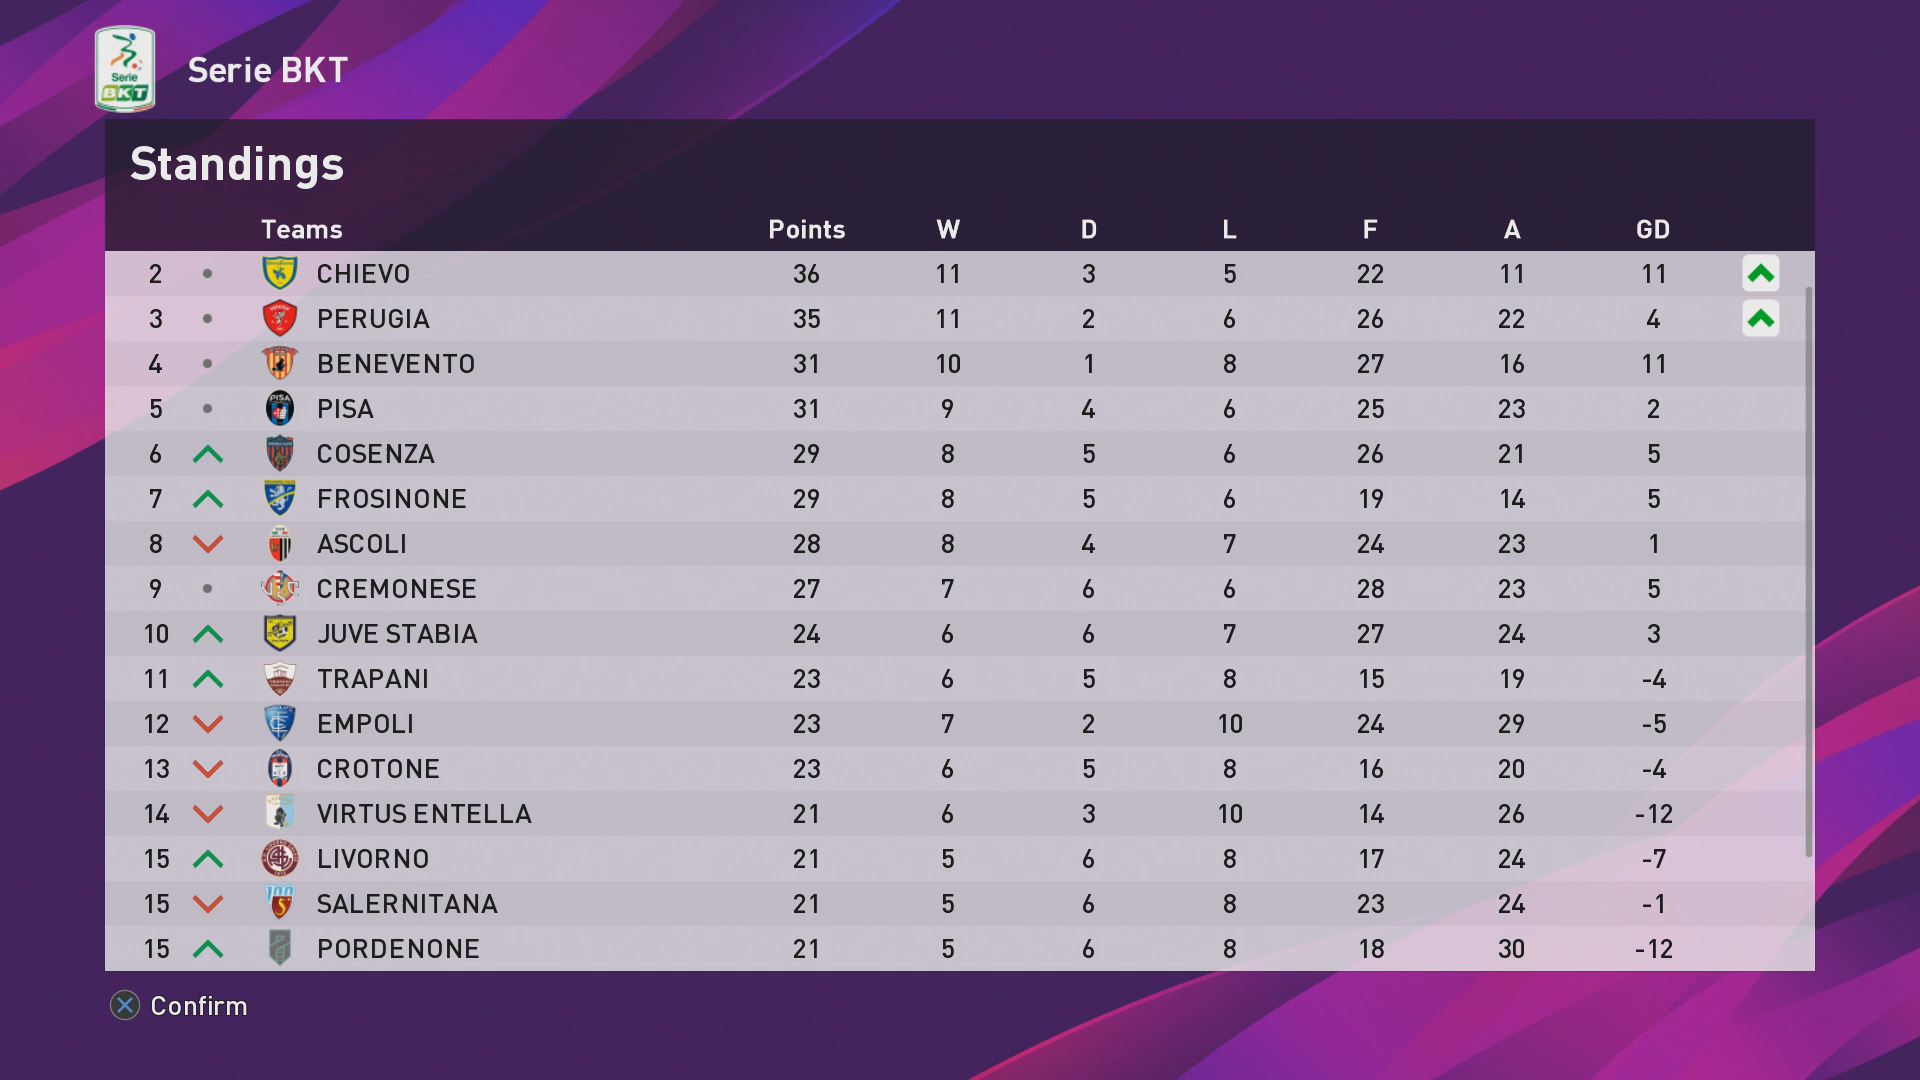 Serie BKT
Serie BKT
Standings
Teams Points W D L F A GD
2 CHIEVO 36 11 3 5 22 11 11
3 PERUGIA 35 11 2 6 26 22 4
4 BENEVENTO 31 10 1 8 27 16 11
5 PISA 31 9 4 6 25 23 2
6 COSENZA 29 8 5 6 26 21 5
7 FROSINONE 29 8 5 6 19 14 5
8 ASCOLI 28 8 4 7 24 23 1
9 CREMONESE 27 7 6 6 28 23 5
10 JUVE STABIA 24 6 6 7 27 24 3
11 TRAPANI 23 6 5 8 15 19 -4
12 EMPOLI 23 7 2 10 24 29 -5
13 CROTONE 23 6 5 8 16 20 -4
14 VIRTUS ENTELLA 21 6 3 10 14 26 -12
15 LIVORNO 21 5 6 8 17 24 -7
15 SALERNITANA 21 5 6 8 23 24 -1
15 PORDENONE 21 5 6 8 18 30 -12
Confirm